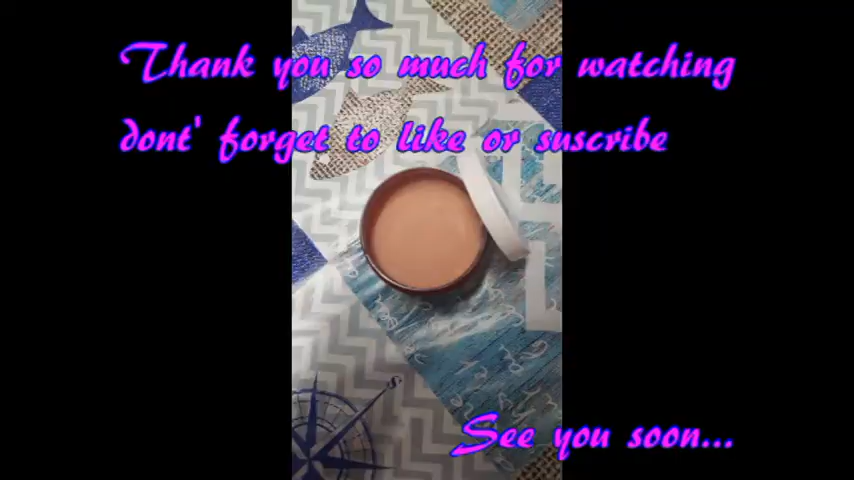 Thank you so much for watching
dont' forget to like or suscribe
See you soon...